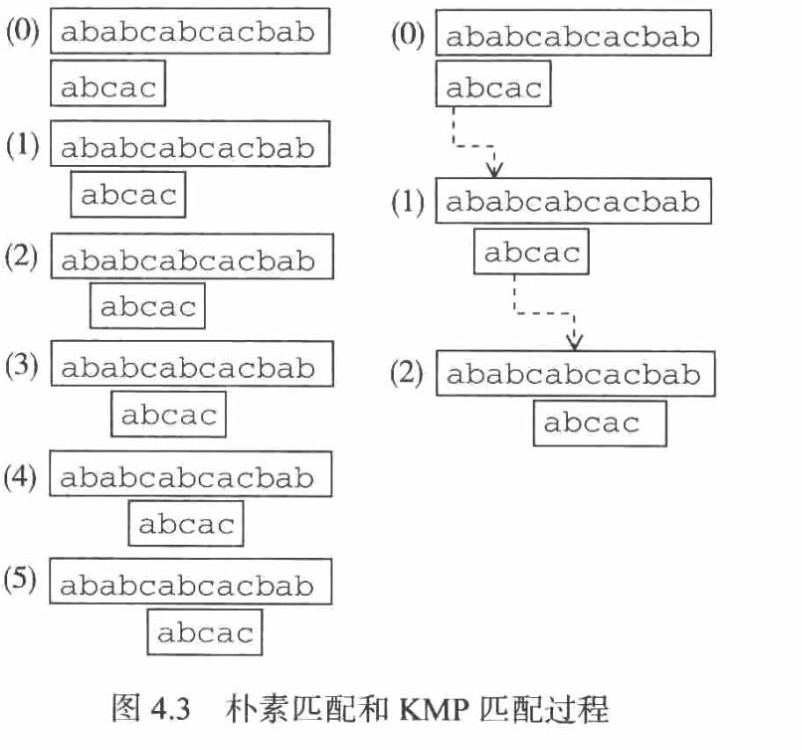 (0) ababcabcacbab
abcac
(1) ababcabcacbab
abcac
(2) ababcabcacbab
abcac
(3) ababcabcacbab
abcac
(4) ababcabcacbab
abcac
(5) ababcabcacbab
abcac
(0) ababcabcacbab
abcac
(1) ababcabcacbab
abcac
(2) ababcabcacbab
abcac
图 4.3 朴素匹配和 KMP 匹配过程